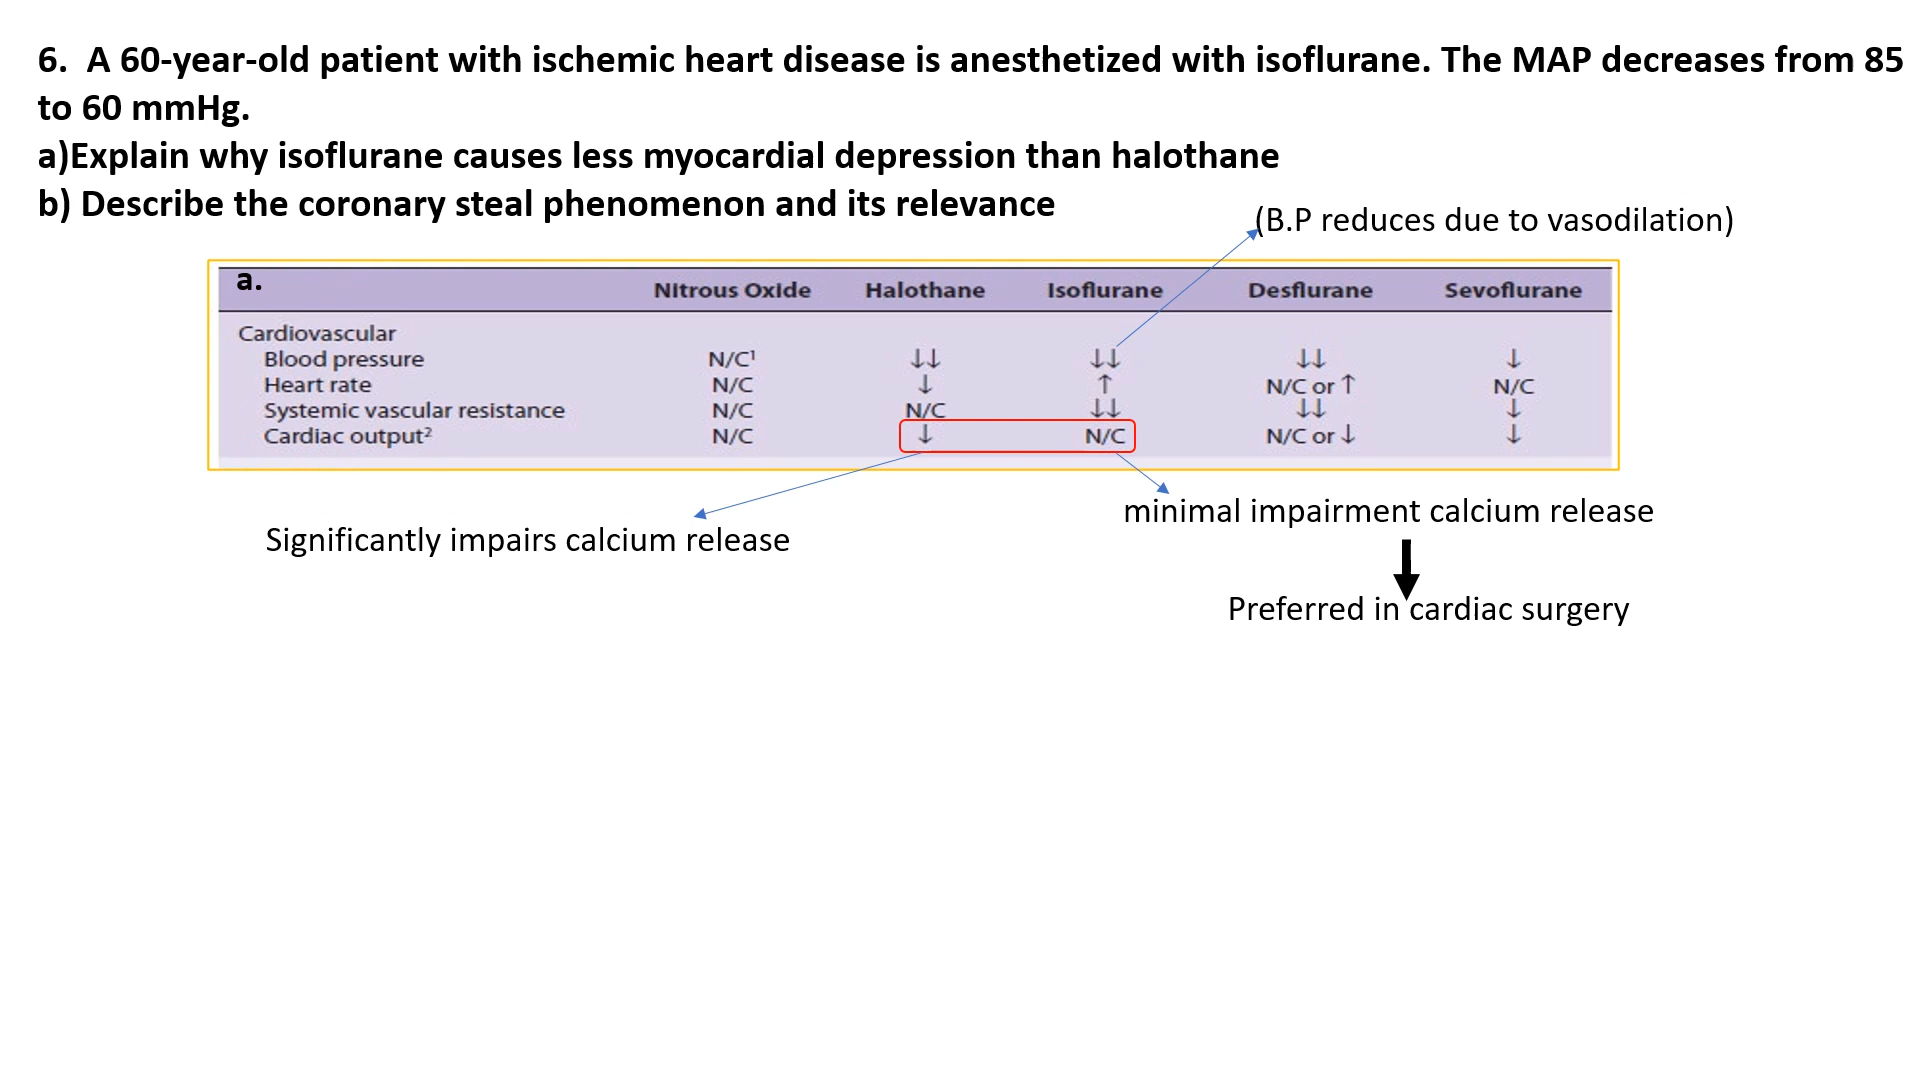 6.  A 60-year-old patient with ischemic heart disease is anesthetized with isoflurane. The MAP decreases from 85
to 60 mmHg.
a)Explain why isoflurane causes less myocardial depression than halothane
b) Describe the coronary steal phenomenon and its relevance
(B.P reduces due to vasodilation)
a.
Nitrous Oxide Halothane Isoflurane Desflurane Sevoflurane
Cardiovascular
Blood pressure N/C¹ ↓↓ ↓↓ ↓↓ ↓
Heart rate N/C ↓ ↑ N/C or ↑ N/C
Systemic vascular resistance N/C N/C ↓↓ ↓↓ ↓
Cardiac output² N/C ↓ N/C N/C or ↓ ↓
minimal impairment calcium release
Significantly impairs calcium release
Preferred in cardiac surgery